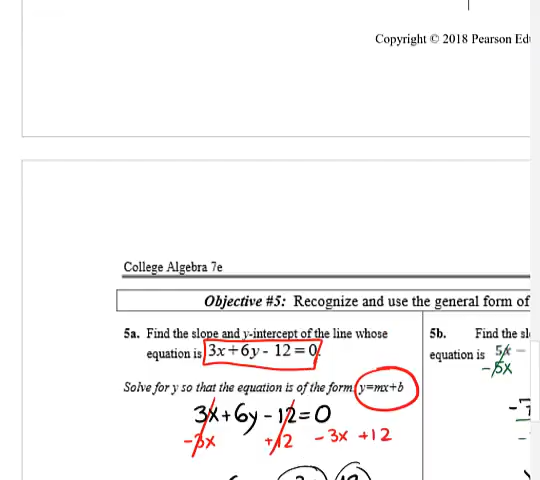 Copyright © 2018 Pearson Ed
College Algebra 7e
Objective #5: Recognize and use the general form of
5a. Find the slope and y-intercept of the line whose
equation is 3x+6y - 12 = 0.
Solve for y so that the equation is of the form y=mx+b
3x+6y-12=0
-3x +12 -3x +12
5b. Find the sl
equation is 5x -
-5x
-7